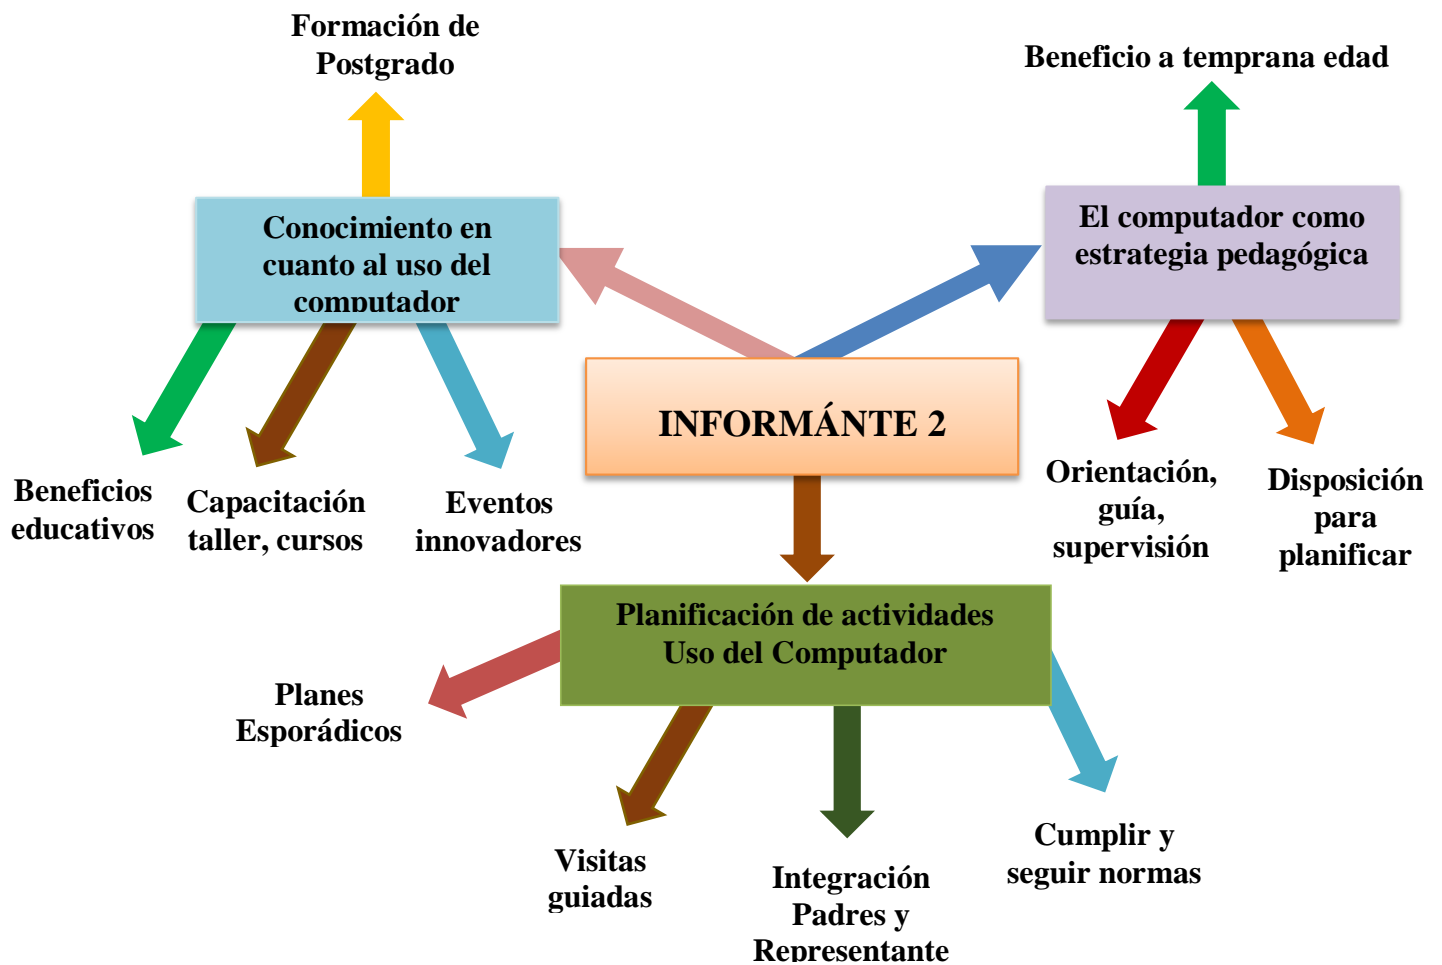 Formación de
Postgrado
Beneficio a temprana edad
Conocimiento en
cuanto al uso del
computador
El computador como
estrategia pedagógica
INFORMÁNTE 2
Beneficios
educativos
Capacitación
taller, cursos
Eventos
innovadores
Orientación,
guía,
supervisión
Disposición
para
planificar
Planificación de actividades
Uso del Computador
Planes
Esporádicos
Visitas
guiadas
Integración
Padres y
Representante
Cumplir y
seguir normas